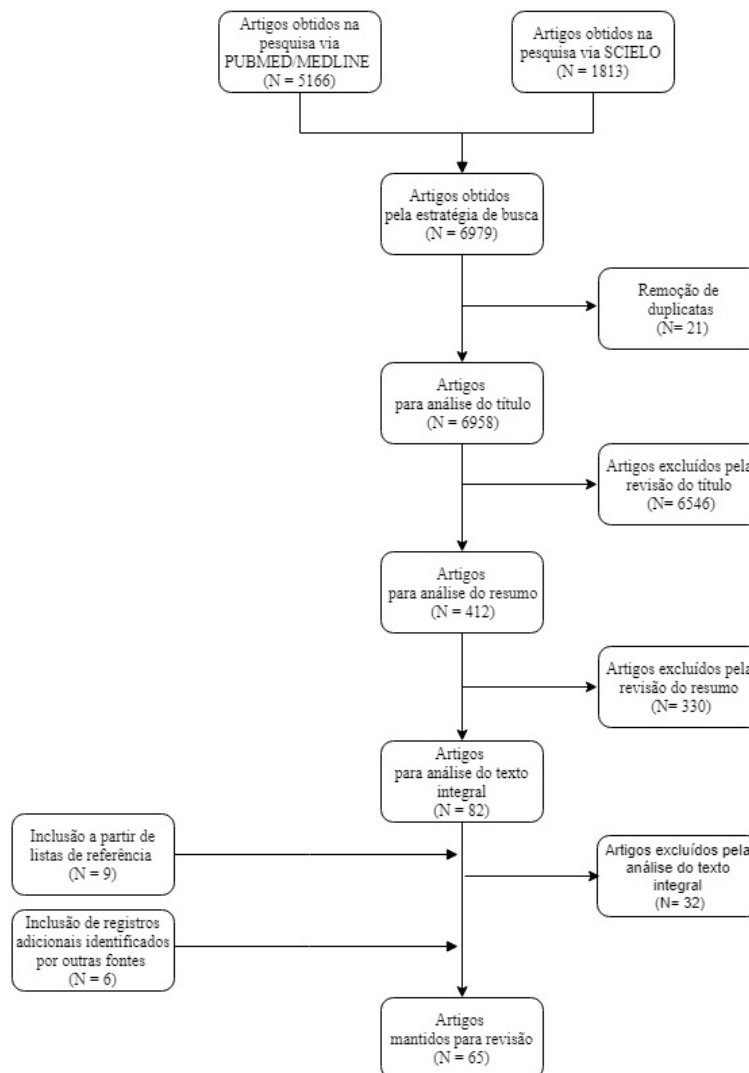 Artigos obtidos na
pesquisa via
PUBMED/MEDLINE
(N = 5166)
Artigos obtidos na
pesquisa via SCIELO
(N = 1813)
Artigos obtidos
pela estratégia de busca
(N = 6979)
Remoção de
duplicatas
(N= 21)
Artigos
para análise do título
(N = 6958)
Artigos excluídos pela
revisão do título
(N= 6546)
Artigos
para análise do resumo
(N = 412)
Artigos excluídos pela
revisão do resumo
(N= 330)
Artigos
para análise do texto
integral
(N = 82)
Inclusão a partir de
listas de referência
(N = 9)
Artigos excluídos pela
análise do texto
integral
(N= 32)
Inclusão de registros
adicionais identificados
por outras fontes
(N = 6)
Artigos
mantidos para revisão
(N = 65)